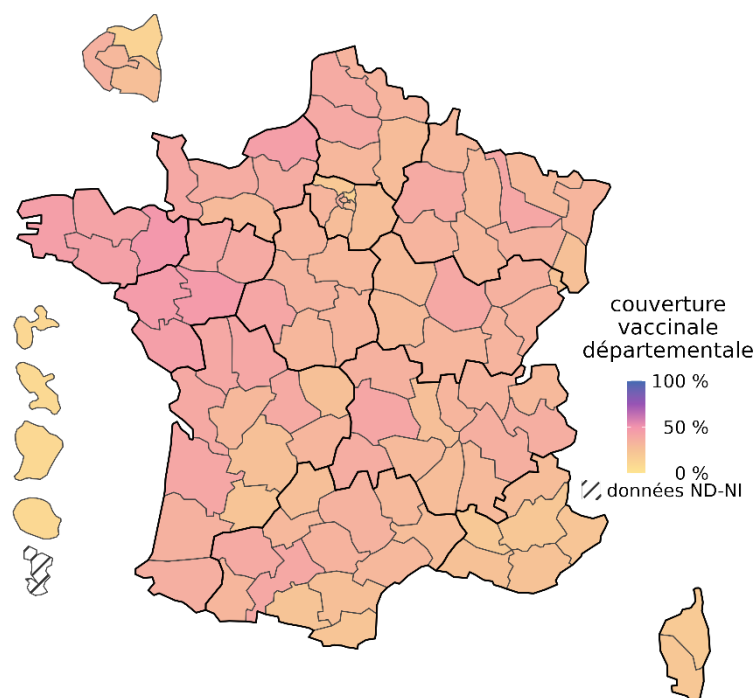 couverture
vaccinale
départementale
100 %
50 %
0 %
données ND-NI